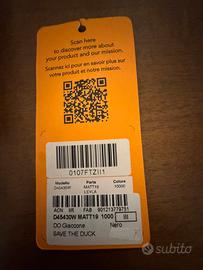 Scan here
to discover more about
your product and our mission.
Scannez ici pour en savoir plus sur
votre produit et notre mission.
0107FTZII1
Modello Parte Colore
D45430W MATT19 10000
LEYLA
D45430W MATT19 1000 III
DO Giaccone Nero
SAVE THE DUCK
subito